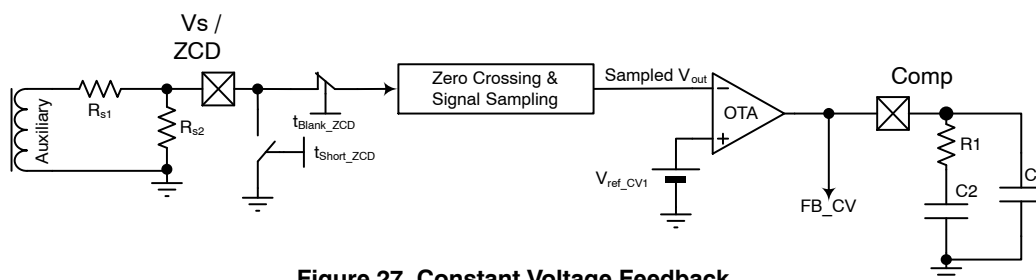 Vs /
ZCD
Comp
Auxiliary
Rs1
Rs2
tBlank_ZCD
tShort_ZCD
Zero Crossing &
Signal Sampling
Sampled Vout
OTA
Vref_CV1
FB_CV
R1
C2
Figure 27. Constant Voltage Feedback